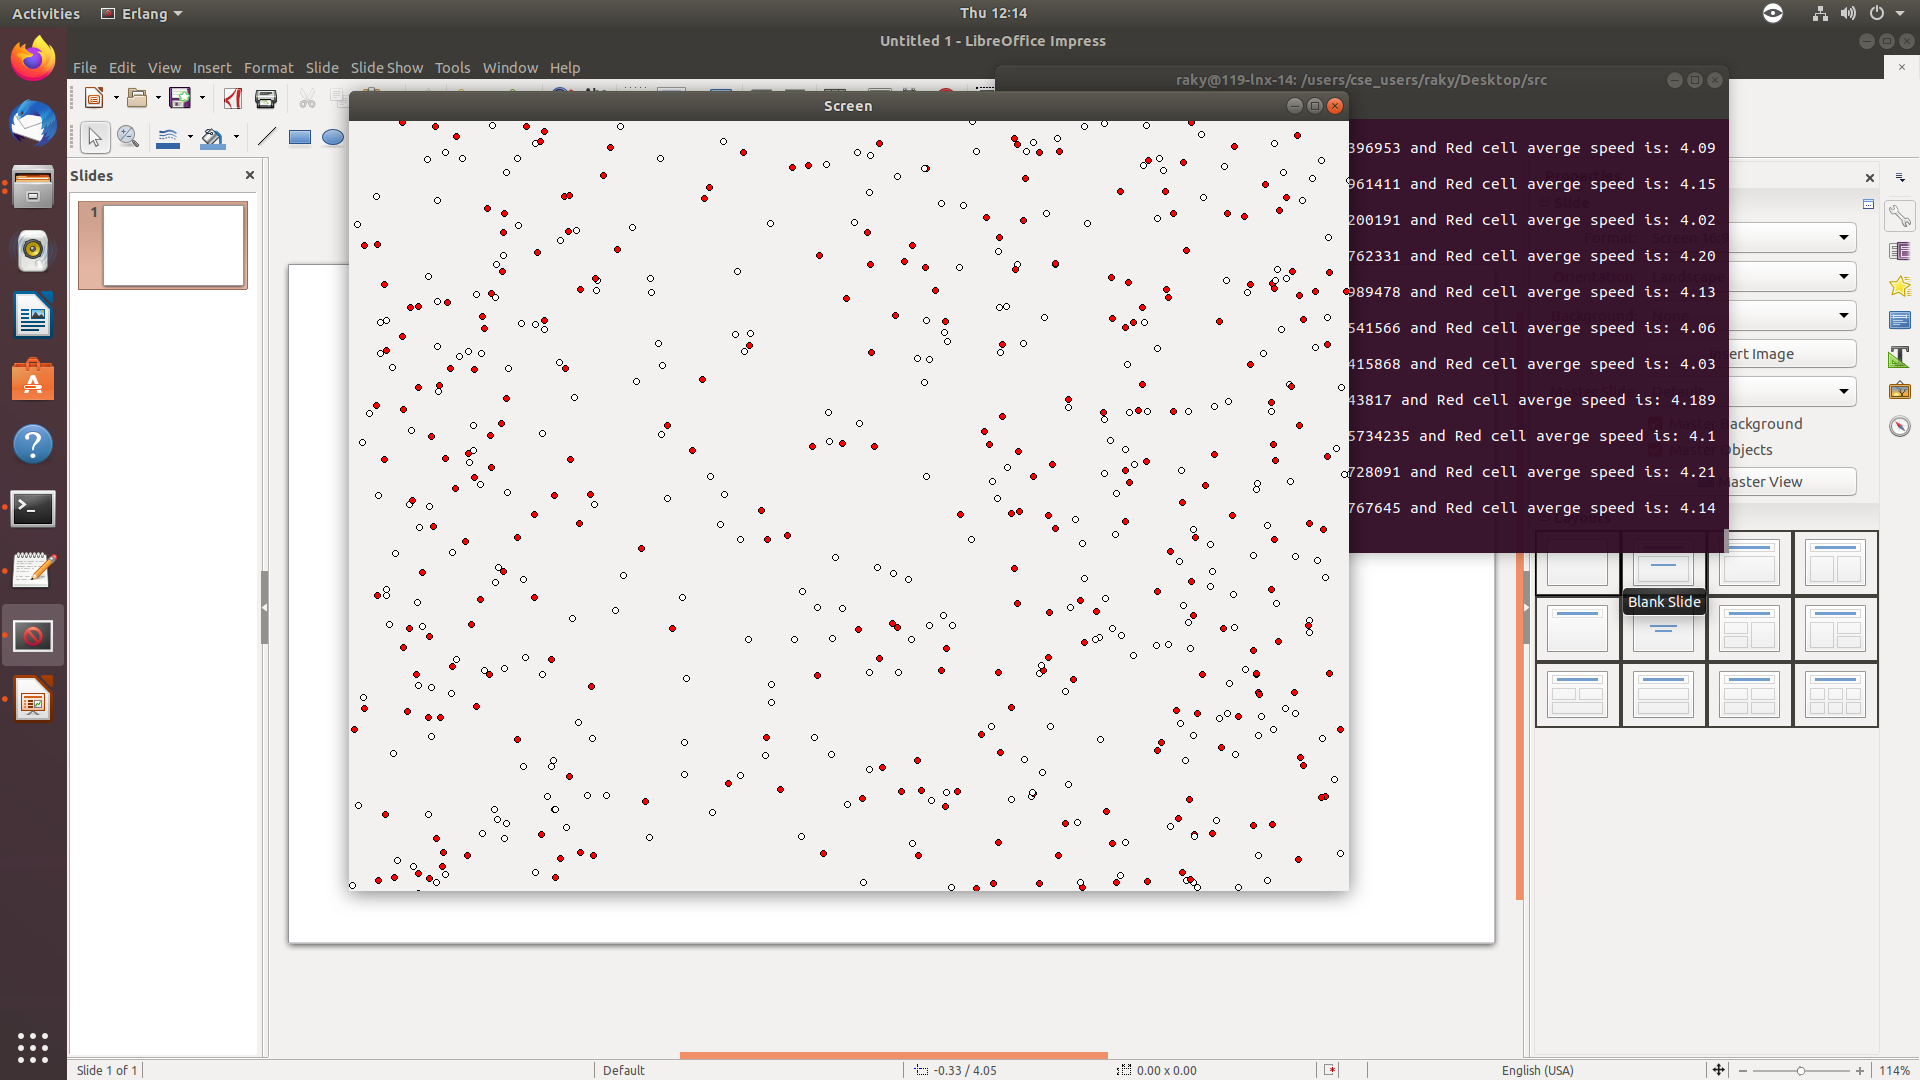 Activities Erlang Thu 12:14
Untitled 1 - LibreOffice Impress
File Edit View Insert Format Slide Slide Show Tools Window Help
raky@119-lnx-14: /users/cse_users/raky/Desktop/src
Screen
396953 and Red cell averge speed is: 4.09
961411 and Red cell averge speed is: 4.15
200191 and Red cell averge speed is: 4.02
762331 and Red cell averge speed is: 4.20
989478 and Red cell averge speed is: 4.13
541566 and Red cell averge speed is: 4.06
415868 and Red cell averge speed is: 4.03
43817 and Red cell averge speed is: 4.189
5734235 and Red cell averge speed is: 4.1
728091 and Red cell averge speed is: 4.21
767645 and Red cell averge speed is: 4.14
Slides
1
Insert Image
Master Background
Master Objects
Master View
Blank Slide
Slide 1 of 1 Default -0.33 / 4.05 0.00 x 0.00 English (USA) 114%